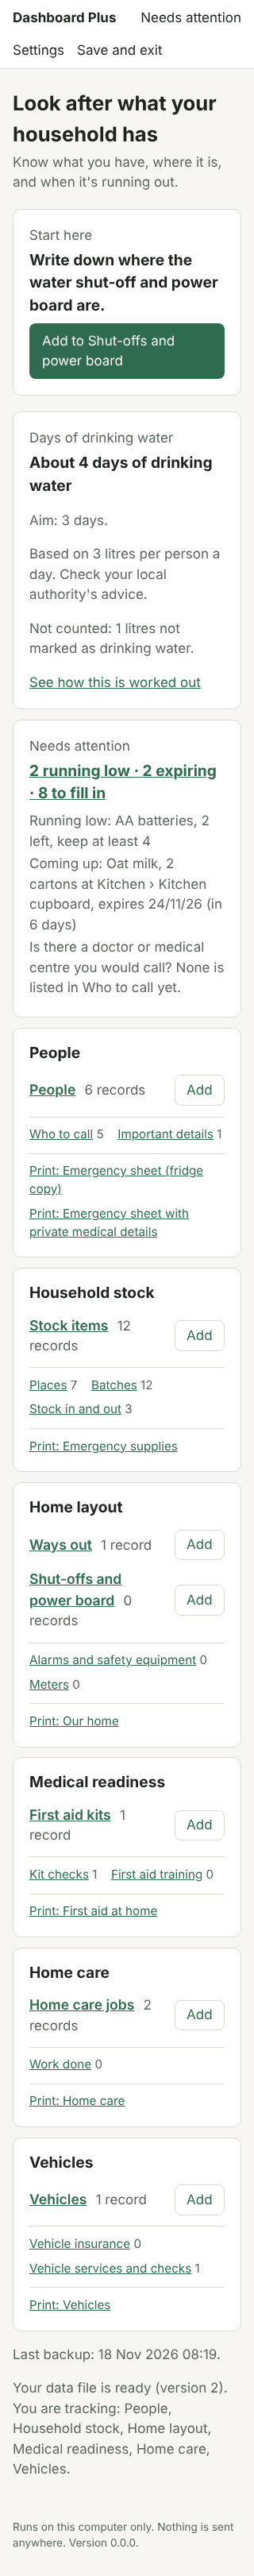 Dashboard Plus Needs attention
Settings Save and exit
Look after what your
household has
Know what you have, where it is,
and when it's running out.
Start here
Write down where the
water shut-off and power
board are.
Add to Shut-offs and
power board
Days of drinking water
About 4 days of drinking
water
Aim: 3 days.
Based on 3 litres per person a
day. Check your local
authority's advice.
Not counted: 1 litres not
marked as drinking water.
See how this is worked out
Needs attention
2 running low · 2 expiring
· 8 to fill in
Running low: AA batteries, 2
left, keep at least 4
Coming up: Oat milk, 2
cartons at Kitchen › Kitchen
cupboard, expires 24/11/26 (in
6 days)
Is there a doctor or medical
centre you would call? None is
listed in Who to call yet.
People
People 6 records Add
Who to call 5 Important details 1
Print: Emergency sheet (fridge
copy)
Print: Emergency sheet with
private medical details
Household stock
Stock items 12
records
Add
Places 7 Batches 12
Stock in and out 3
Print: Emergency supplies
Home layout
Ways out 1 record Add
Shut-offs and
power board 0
records
Add
Alarms and safety equipment 0
Meters 0
Print: Our home
Medical readiness
First aid kits 1
record
Add
Kit checks 1 First aid training 0
Print: First aid at home
Home care
Home care jobs 2
records
Add
Work done 0
Print: Home care
Vehicles
Vehicles 1 record Add
Vehicle insurance 0
Vehicle services and checks 1
Print: Vehicles
Last backup: 18 Nov 2026 08:19.
Your data file is ready (version 2).
You are tracking: People,
Household stock, Home layout,
Medical readiness, Home care,
Vehicles.
Runs on this computer only. Nothing is sent
anywhere. Version 0.0.0.